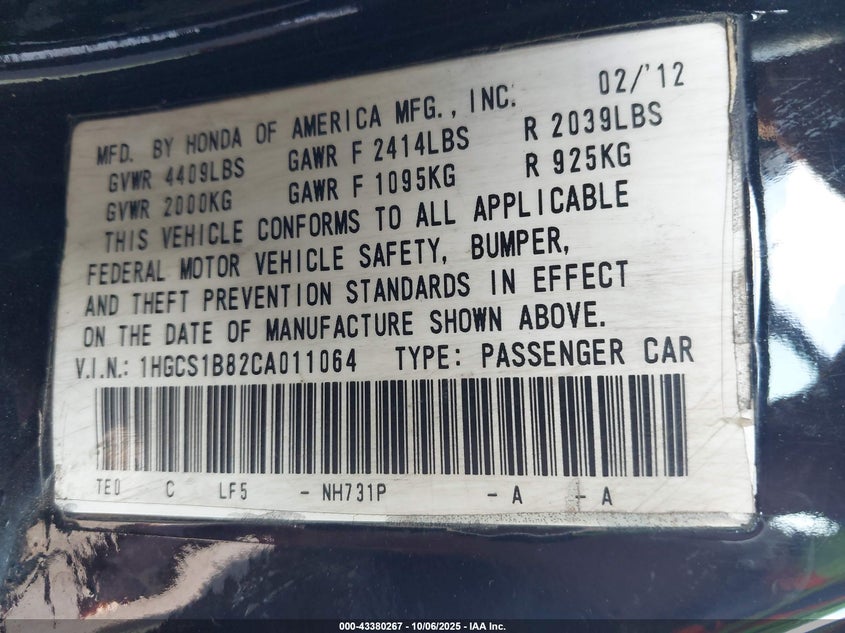 02/'12
MFD. BY HONDA OF AMERICA MFG., INC.
GVWR 4409LBS GAWR F 2414LBS R 2039LBS
GVWR 2000KG GAWR F 1095KG R 925KG
THIS VEHICLE CONFORMS TO ALL APPLICABLE
FEDERAL MOTOR VEHICLE SAFETY, BUMPER,
AND THEFT PREVENTION STANDARDS IN EFFECT
ON THE DATE OF MANUFACTURE SHOWN ABOVE.
V.I.N.: 1HGCS1B82CA011064 TYPE: PASSENGER CAR
TE0 C LF5 - NH731P - A - A
000-43380267 - 10/06/2025 - IAA Inc.